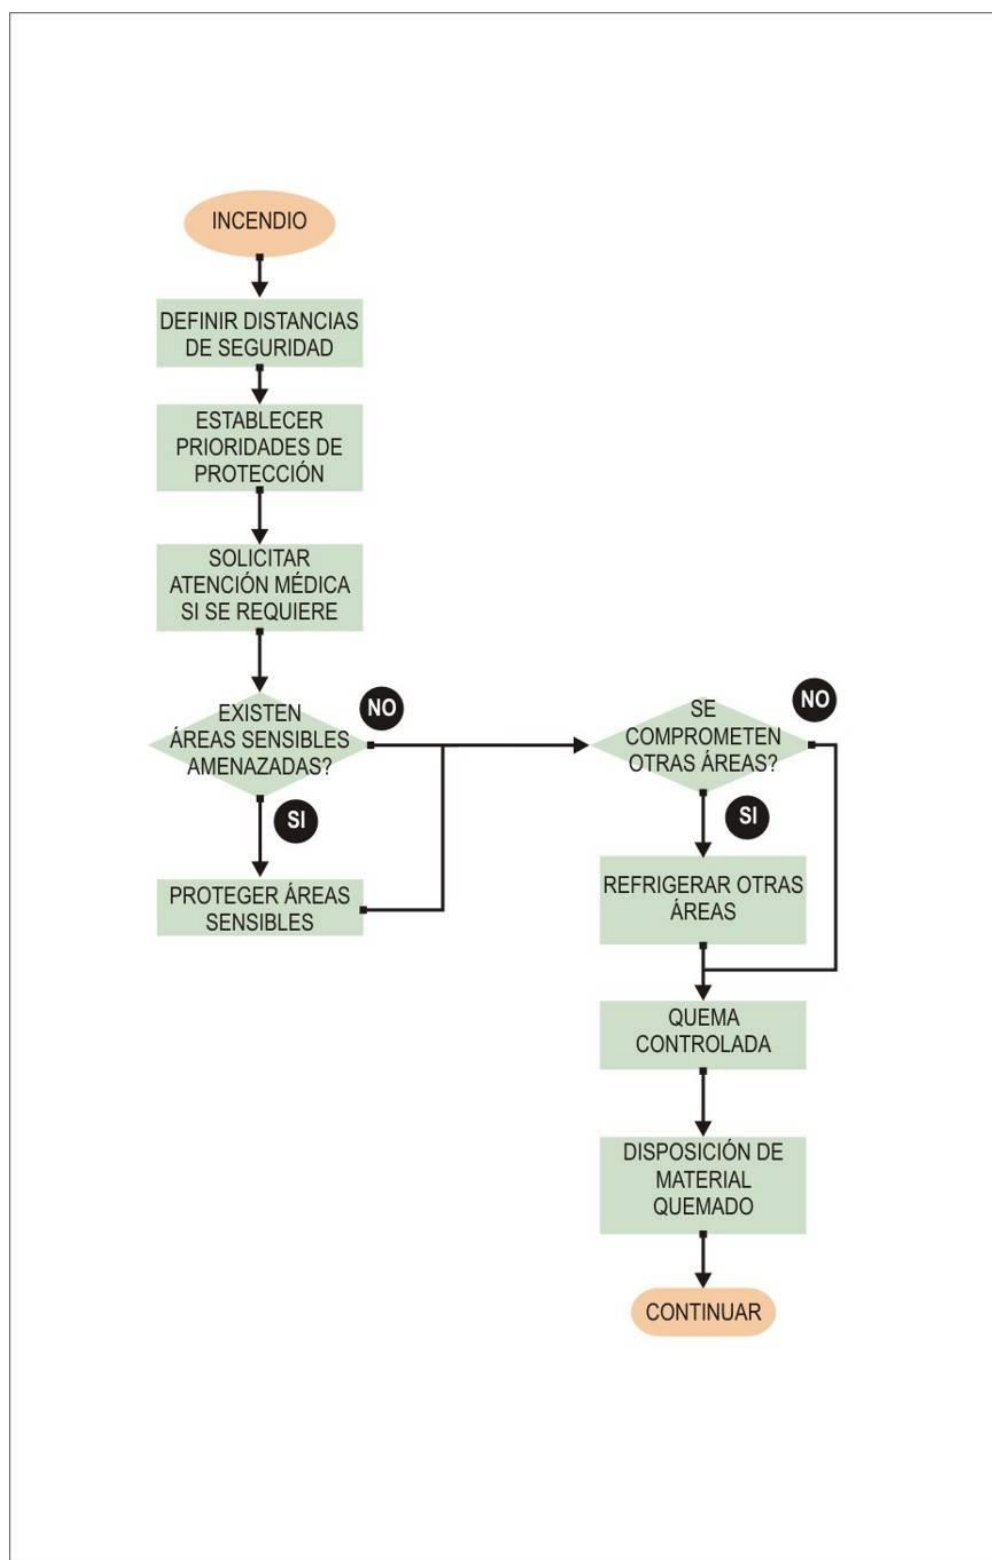 INCENDIO
DEFINIR DISTANCIAS
DE SEGURIDAD
ESTABLECER
PRIORIDADES DE
PROTECCIÓN
SOLICITAR
ATENCIÓN MÉDICA
SI SE REQUIERE
EXISTEN
ÁREAS SENSIBLES
AMENAZADAS?
NO
SI
PROTEGER ÁREAS
SENSIBLES
SE
COMPROMETEN
OTRAS ÁREAS?
NO
SI
REFRIGERAR OTRAS
ÁREAS
QUEMA
CONTROLADA
DISPOSICIÓN DE
MATERIAL
QUEMADO
CONTINUAR